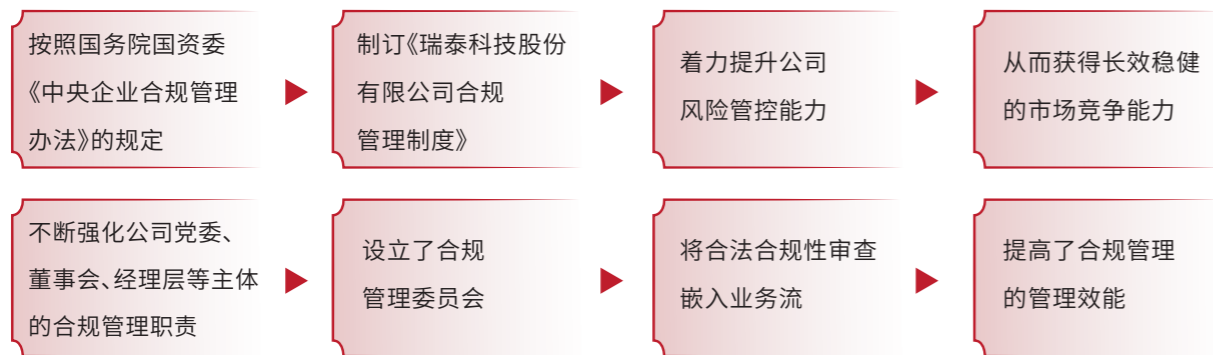 按照国务院国资委
《中央企业合规管理
办法》的规定
制订《瑞泰科技股份
有限公司合规
管理制度》
着力提升公司
风险管控能力
从而获得长效稳健
的市场竞争能力
不断强化公司党委、
董事会、经理层等主体
的合规管理职责
设立了合规
管理委员会
将合法合规性审查
嵌入业务流
提高了合规管理
的管理效能